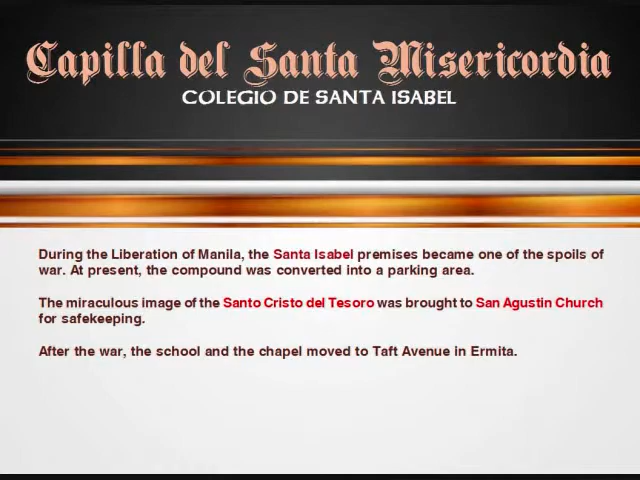 Capilla del Santa Misericordia
COLEGIO DE SANTA ISABEL
During the Liberation of Manila, the Santa Isabel premises became one of the spoils of
war. At present, the compound was converted into a parking area.
The miraculous image of the Santo Cristo del Tesoro was brought to San Agustin Church
for safekeeping.
After the war, the school and the chapel moved to Taft Avenue in Ermita.